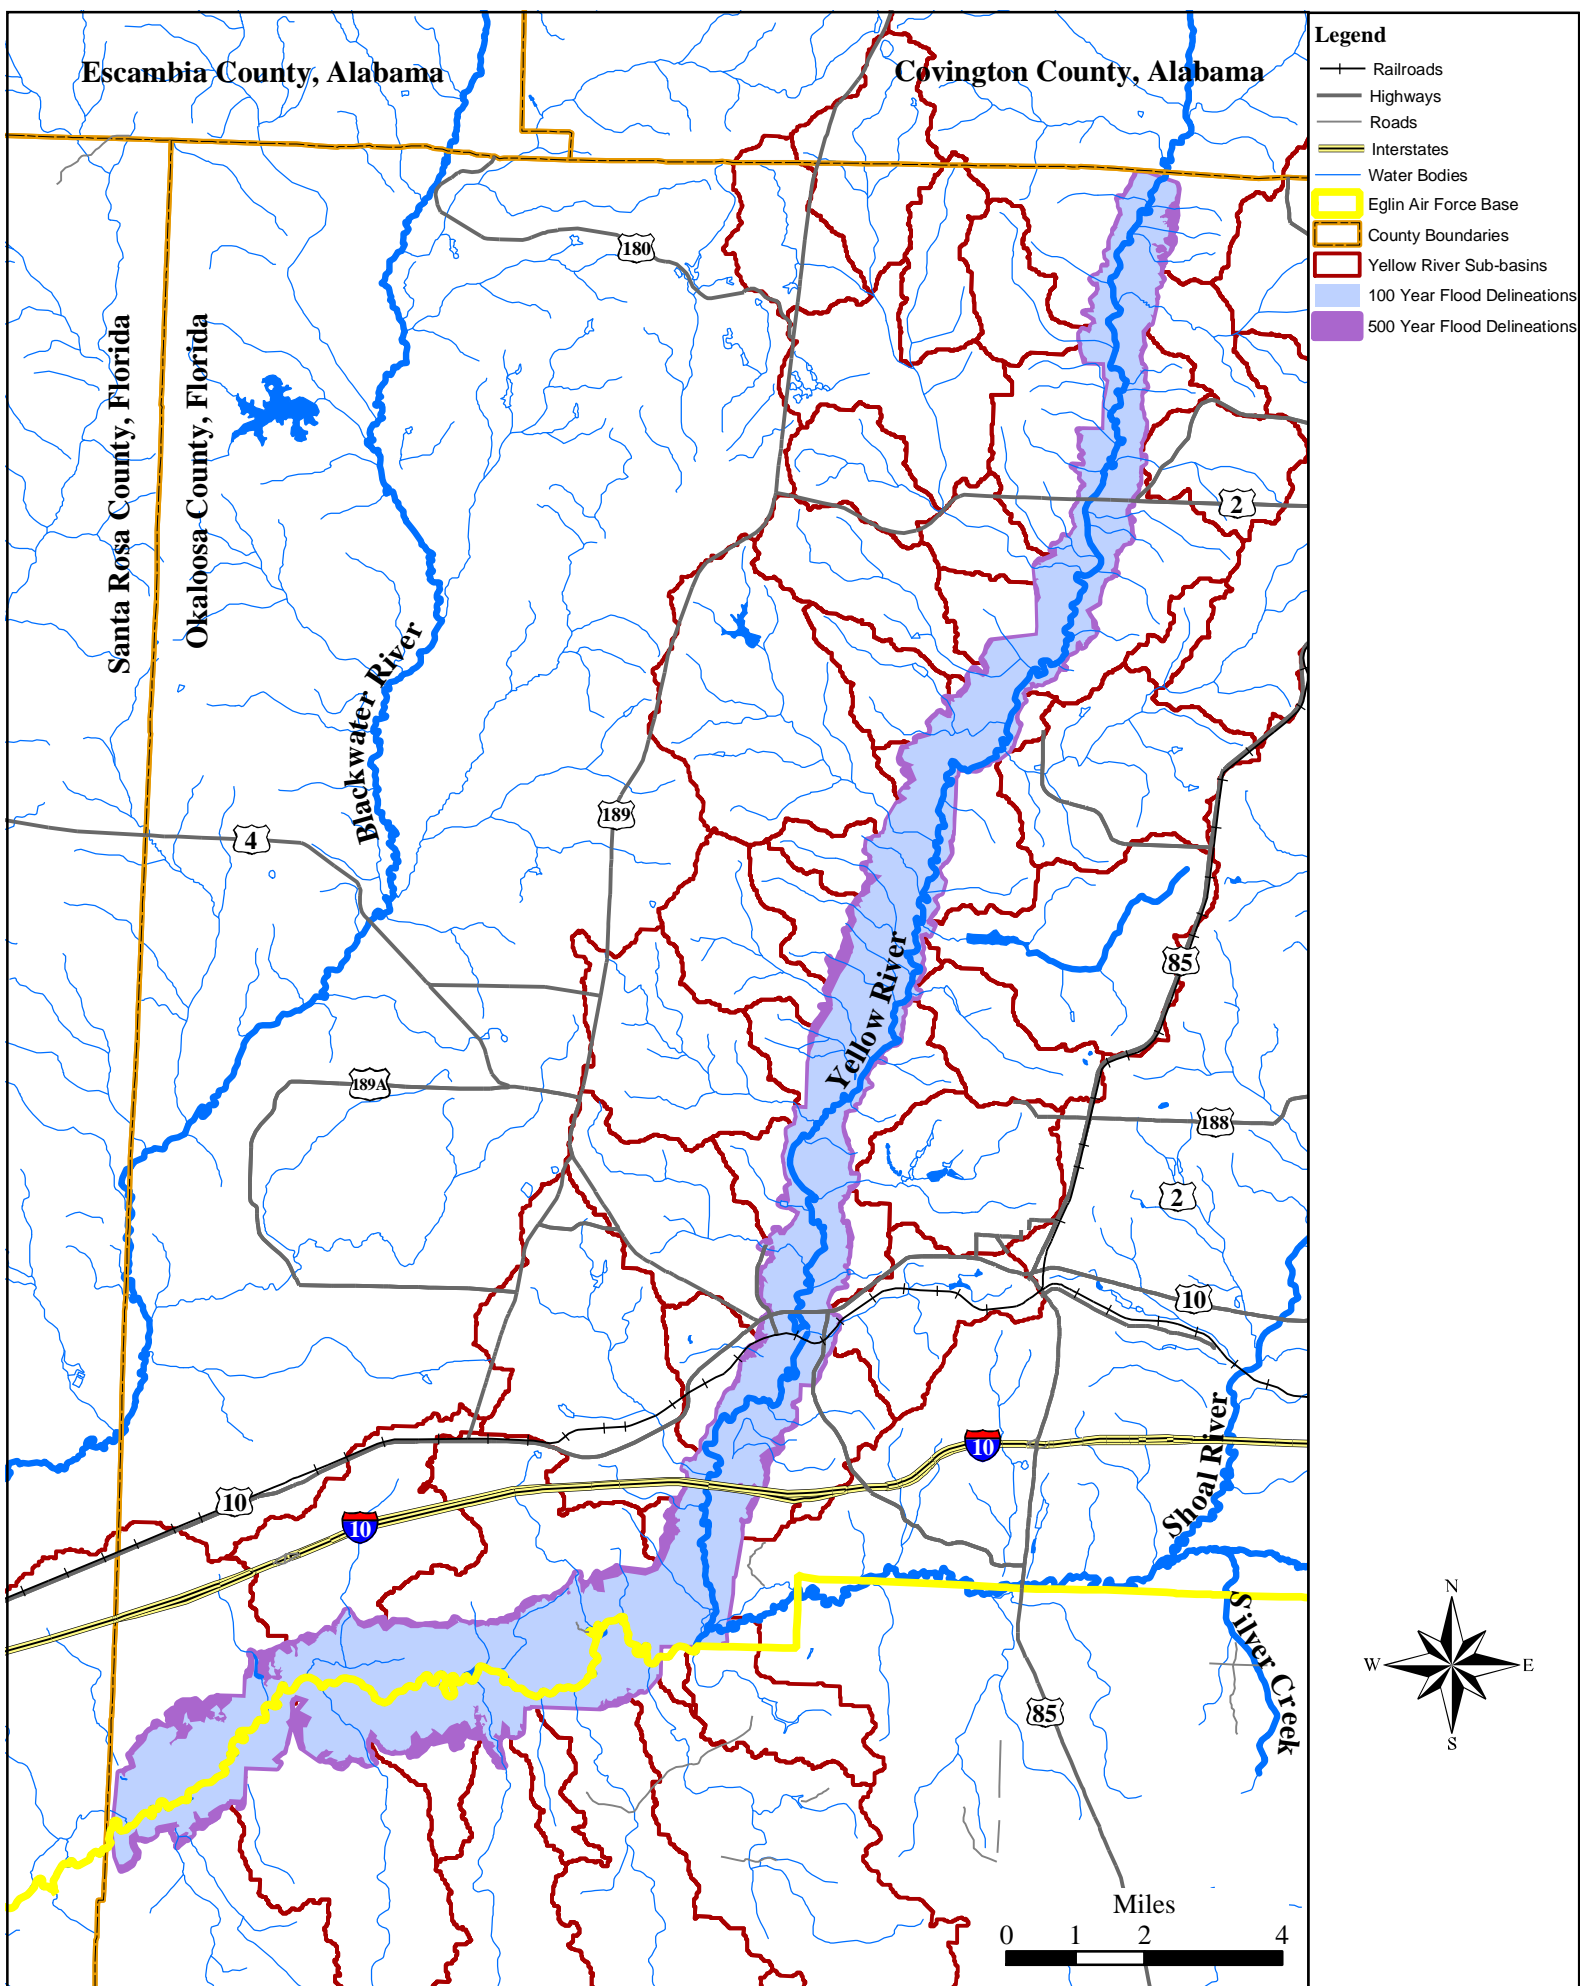 Escambia County, Alabama
Covington County, Alabama
Legend
Railroads
Highways
Roads
Interstates
Water Bodies
Eglin Air Force Base
County Boundaries
Yellow River Sub-basins
100 Year Flood Delineations
500 Year Flood Delineations
180
Santa Rosa County, Florida
Okaloosa County, Florida
2
Blackwater River
189
4
Yellow River
85
189A
188
2
10
Shoal River
10
10
10
Silver Creek
85
N
W
E
S
Miles
0
1
2
4